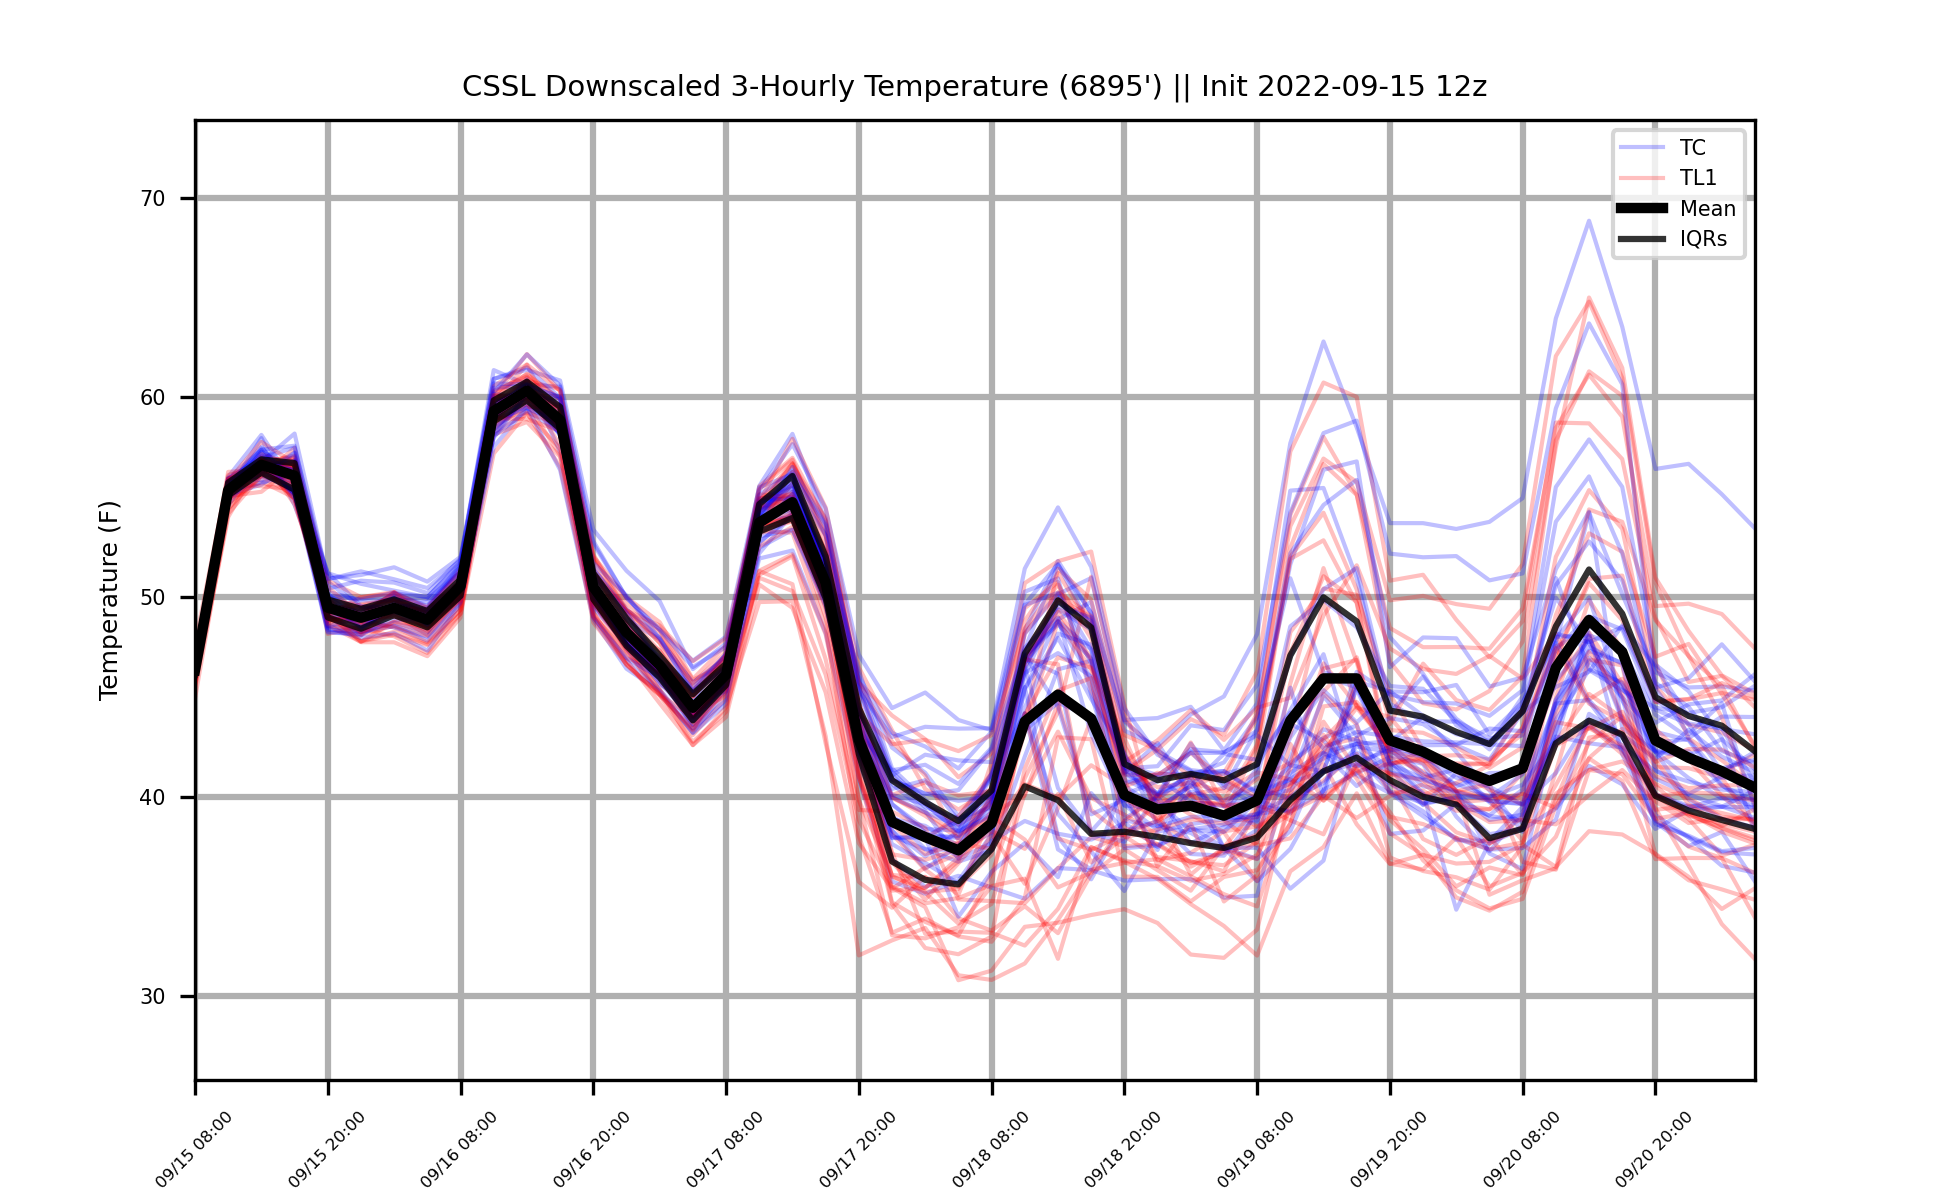 CSSL Downscaled 3-Hourly Temperature (6895') || Init 2022-09-15 12z
TC
TL1
Mean
IQRs
Temperature (F)
70
60
50
40
30
09/15 08:00
09/15 20:00
09/16 08:00
09/16 20:00
09/17 08:00
09/17 20:00
09/18 08:00
09/18 20:00
09/19 08:00
09/19 20:00
09/20 08:00
09/20 20:00